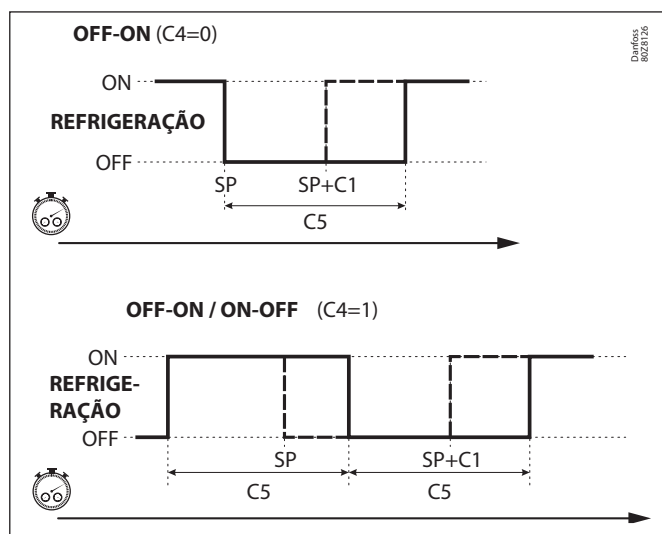 OFF-ON (C4=0)
Danfoss
80Z8126
ON
REFRIGERAÇÃO
OFF
SP SP+C1
C5
OFF-ON / ON-OFF (C4=1)
ON
REFRIGE-
RAÇÃO
OFF
SP SP+C1
C5 C5